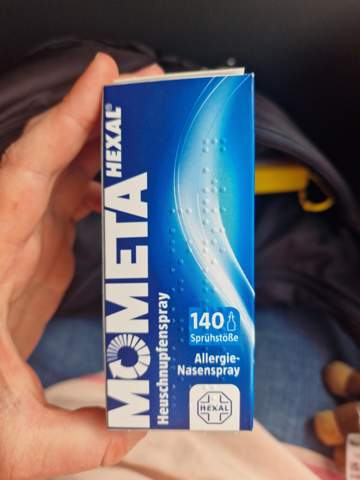 MOMETA
HEXAL®
Heuschnupfenspray
140
Sprühstöße
Allergie-
Nasenspray
HEXAL